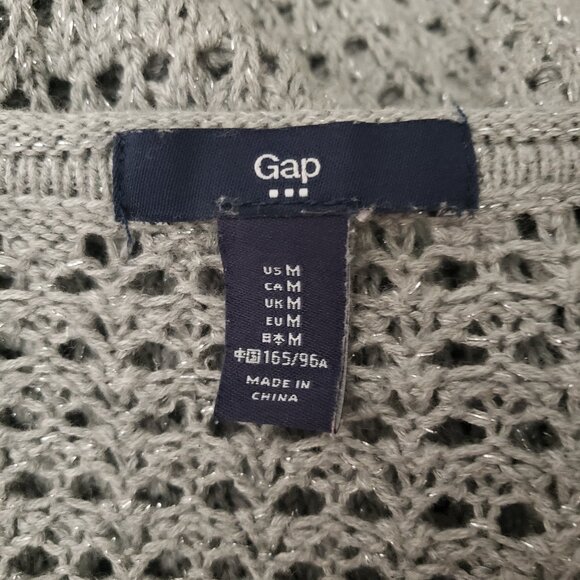 Gap
US M
CA M
UK M
EU M
日本 M
中国 165/96A
MADE IN
CHINA